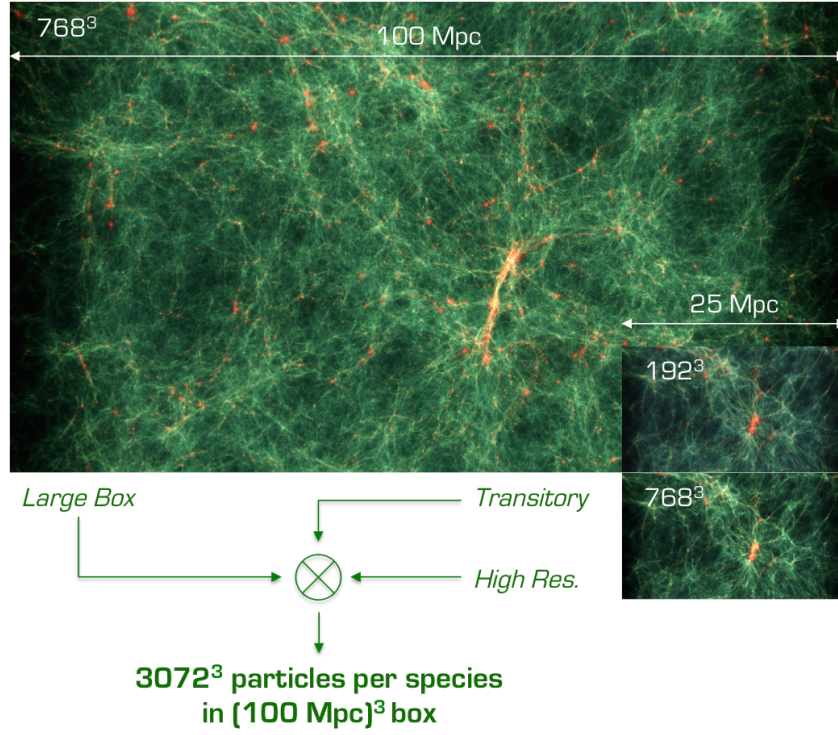 768³
100 Mpc
25 Mpc
192³
768³
Large Box
Transitory
High Res.
3072³ particles per species
in (100 Mpc)³ box